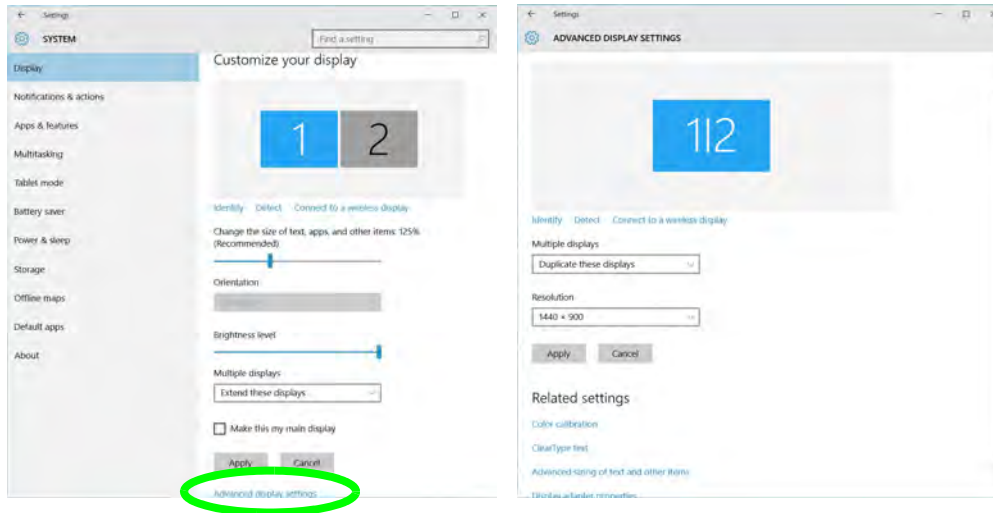 Settings
SYSTEM
Find a setting
Display
Notifications & actions
Apps & features
Multitasking
Tablet mode
Battery saver
Power & sleep
Storage
Offline maps
Default apps
About
Customize your display
1 2
Identify Detect Connect to a wireless display
Change the size of text, apps, and other items: 125%
(Recommended)
Orientation
Brightness level
Multiple displays
Extend these displays
Make this my main display
Apply Cancel
Advanced display settings
Settings
ADVANCED DISPLAY SETTINGS
1|2
Identify Detect Connect to a wireless display
Multiple displays
Duplicate these displays
Resolution
1440 × 900
Apply Cancel
Related settings
Color calibration
ClearType text
Advanced sizing of text and other items
Display adapter properties